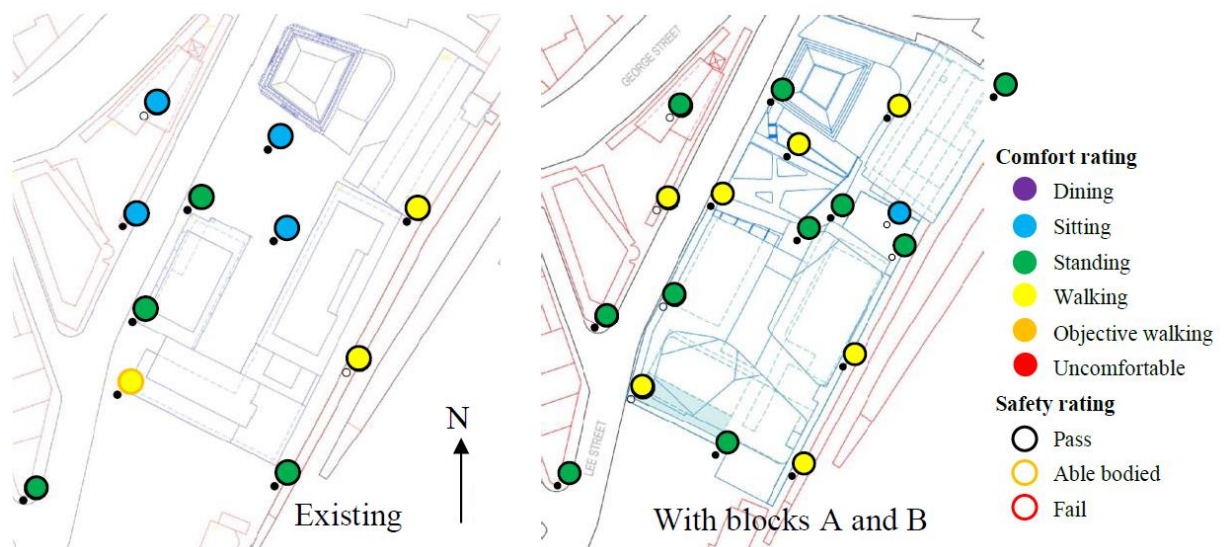 Existing
N
GEORGE STREET
LEE STREET
With blocks A and B
Comfort rating
Dining
Sitting
Standing
Walking
Objective walking
Uncomfortable
Safety rating
Pass
Able bodied
Fail